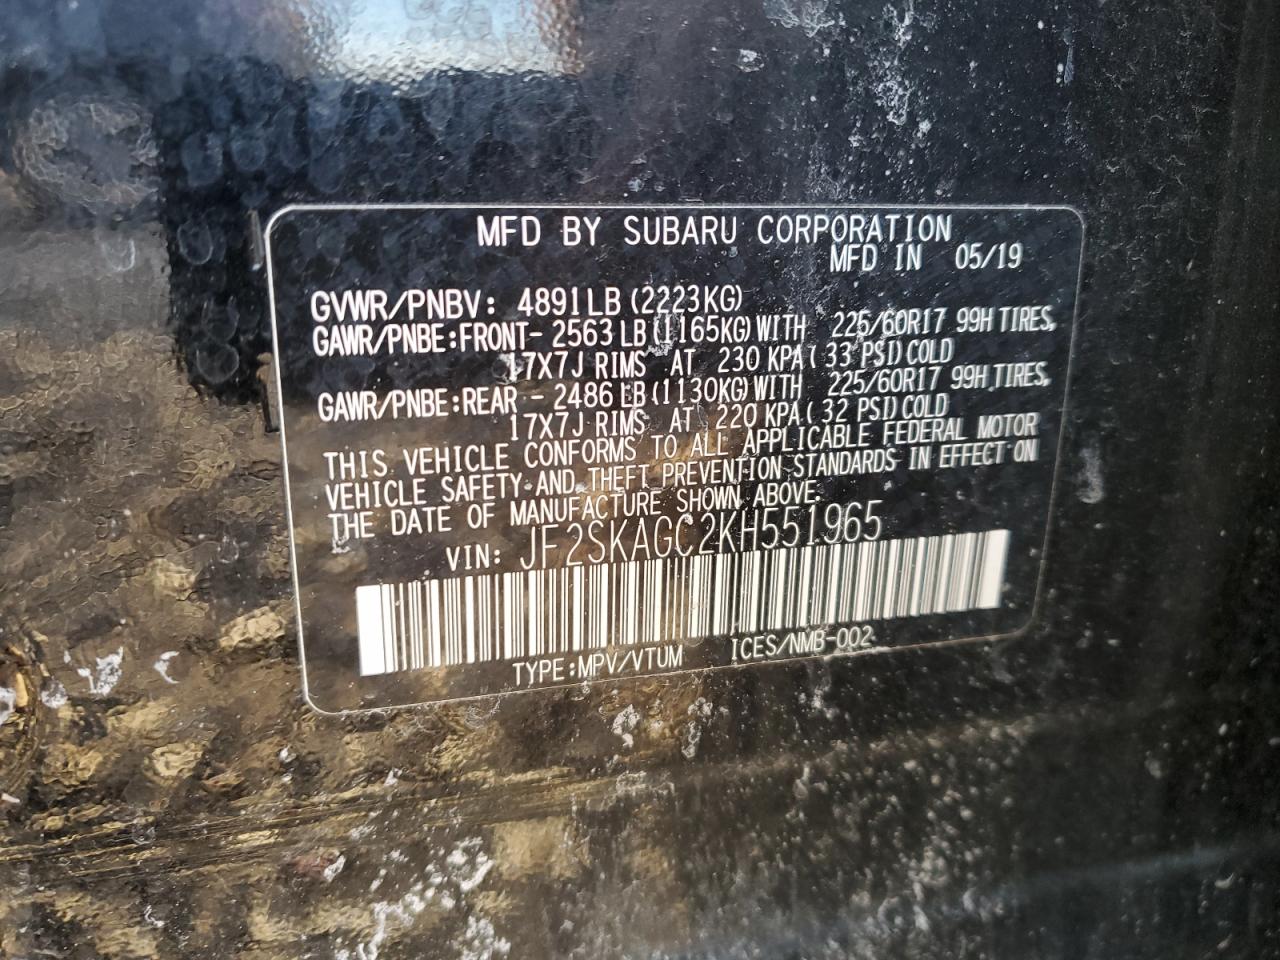 MFD BY SUBARU CORPORATION
MFD IN 05/19
GVWR/PNBV: 4891LB (2223KG)
GAWR/PNBE:FRONT- 2563 LB(1165KG)WITH 225/60R17 99H TIRES,
17X7J RIMS AT 230 KPA( 33 PSI)COLD
GAWR/PNBE:REAR - 2486 LB(1130KG)WITH 225/60R17 99H TIRES,
17X7J RIMS AT 220 KPA( 32 PSI)COLD
THIS VEHICLE CONFORMS TO ALL APPLICABLE FEDERAL MOTOR
VEHICLE SAFETY AND THEFT PREVENTION STANDARDS IN EFFECT ON
THE DATE OF MANUFACTURE SHOWN ABOVE.
VIN: JF2SKAGC2KH551965
TYPE:MPV/VTUM ICES/NMB-002